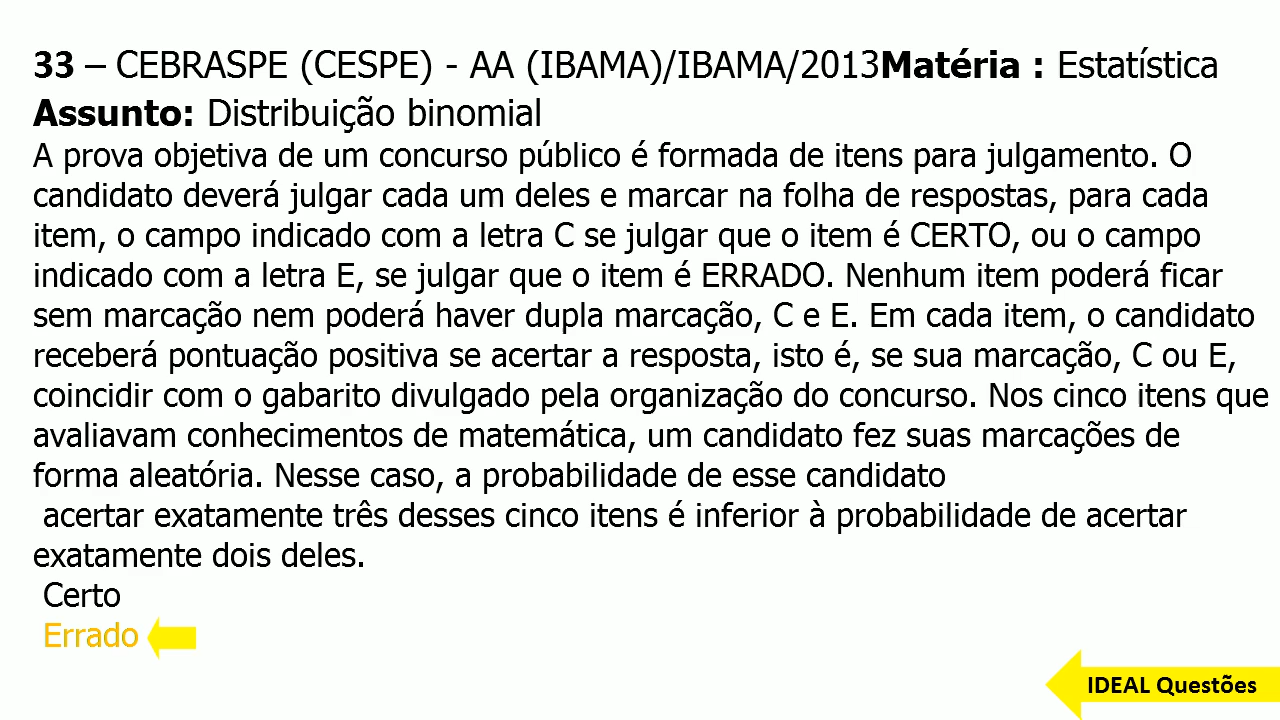 33 – CEBRASPE (CESPE) - AA (IBAMA)/IBAMA/2013Matéria : Estatística
Assunto: Distribuição binomial
A prova objetiva de um concurso público é formada de itens para julgamento. O
candidato deverá julgar cada um deles e marcar na folha de respostas, para cada
item, o campo indicado com a letra C se julgar que o item é CERTO, ou o campo
indicado com a letra E, se julgar que o item é ERRADO. Nenhum item poderá ficar
sem marcação nem poderá haver dupla marcação, C e E. Em cada item, o candidato
receberá pontuação positiva se acertar a resposta, isto é, se sua marcação, C ou E,
coincidir com o gabarito divulgado pela organização do concurso. Nos cinco itens que
avaliavam conhecimentos de matemática, um candidato fez suas marcações de
forma aleatória. Nesse caso, a probabilidade de esse candidato
acertar exatamente três desses cinco itens é inferior à probabilidade de acertar
exatamente dois deles.
Certo
Errado
IDEAL Questões